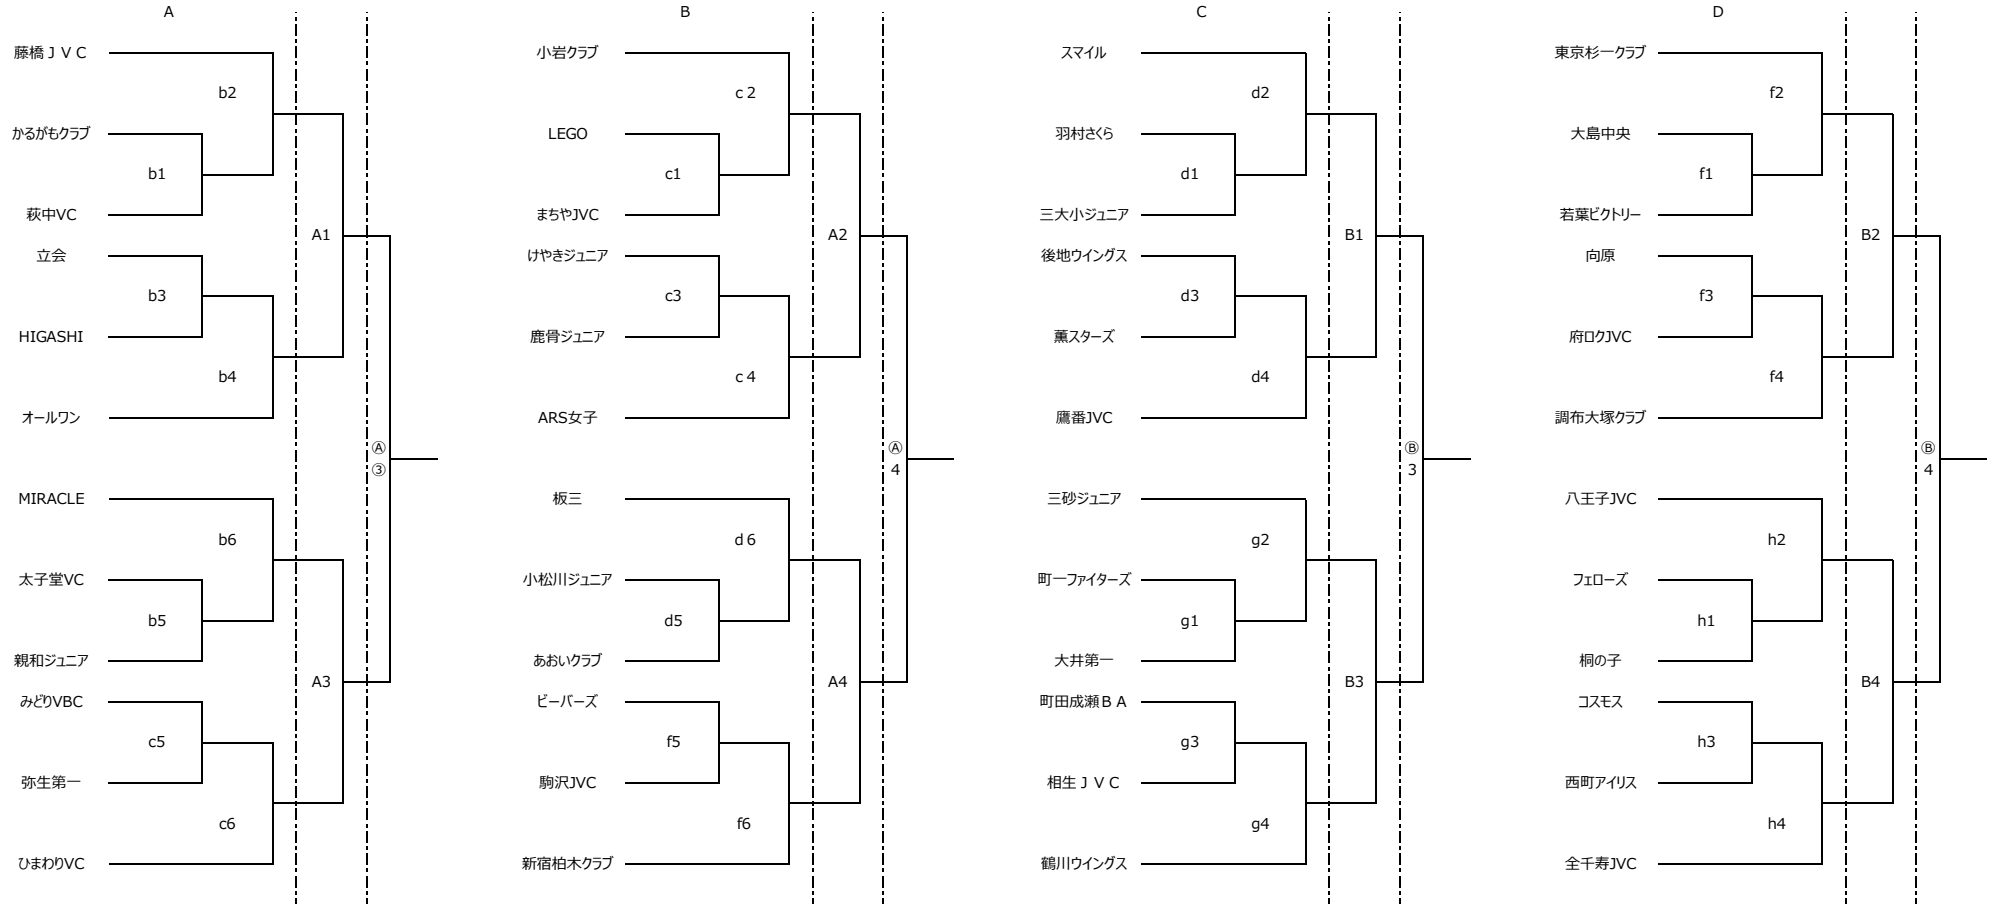 A
藤橋ＪＶＣ
b2
かるがもクラブ
b1
萩中VC
A1
立会
b3
HIGASHI
b4
オールワン
Ⓐ
③
MIRACLE
b6
太子堂VC
b5
親和ジュニア
A3
みどりVBC
c5
弥生第一
c6
ひまわりVC
B
小岩クラブ
c２
LEGO
c1
まちやJVC
A2
けやきジュニア
c3
鹿骨ジュニア
c４
ARS女子
Ⓐ
4
板三
d６
小松川ジュニア
d5
あおいクラブ
A4
ビーバーズ
f5
駒沢JVC
f6
新宿柏木クラブ
C
スマイル
d2
羽村さくら
d1
三大小ジュニア
B1
後地ウイングス
d3
薫スターズ
d4
鷹番JVC
Ⓑ
3
三砂ジュニア
g2
町一ファイターズ
g1
大井第一
B3
町田成瀬ＢＡ
g3
相生ＪＶＣ
g4
鶴川ウイングス
D
東京杉一クラブ
f2
大島中央
f1
若葉ビクトリー
B2
向原
f3
府ロクJVC
f4
調布大塚クラブ
Ⓑ
4
八王子JVC
h2
フェローズ
h1
桐の子
B4
コスモス
h3
西町アイリス
h4
全千寿JVC